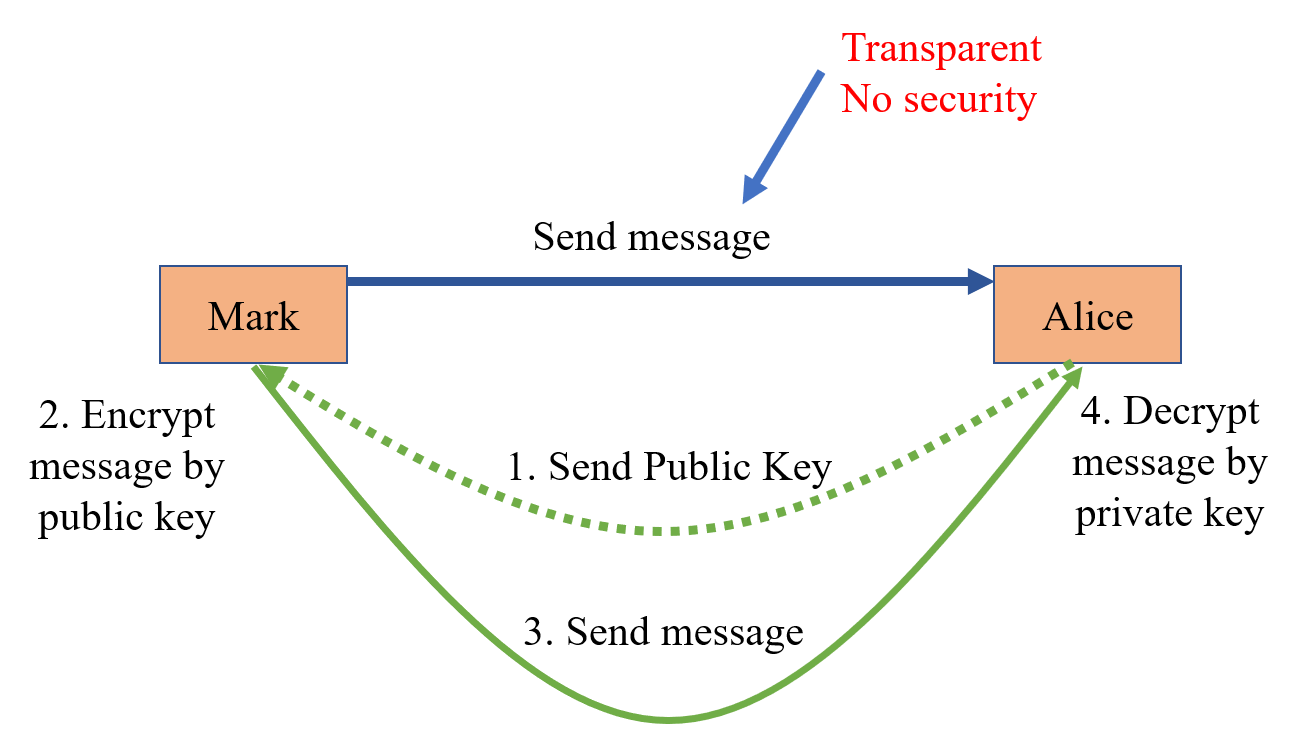 Transparent
No security
Send message
Mark
Alice
2. Encrypt
message by
public key
1. Send Public Key
4. Decrypt
message by
private key
3. Send message